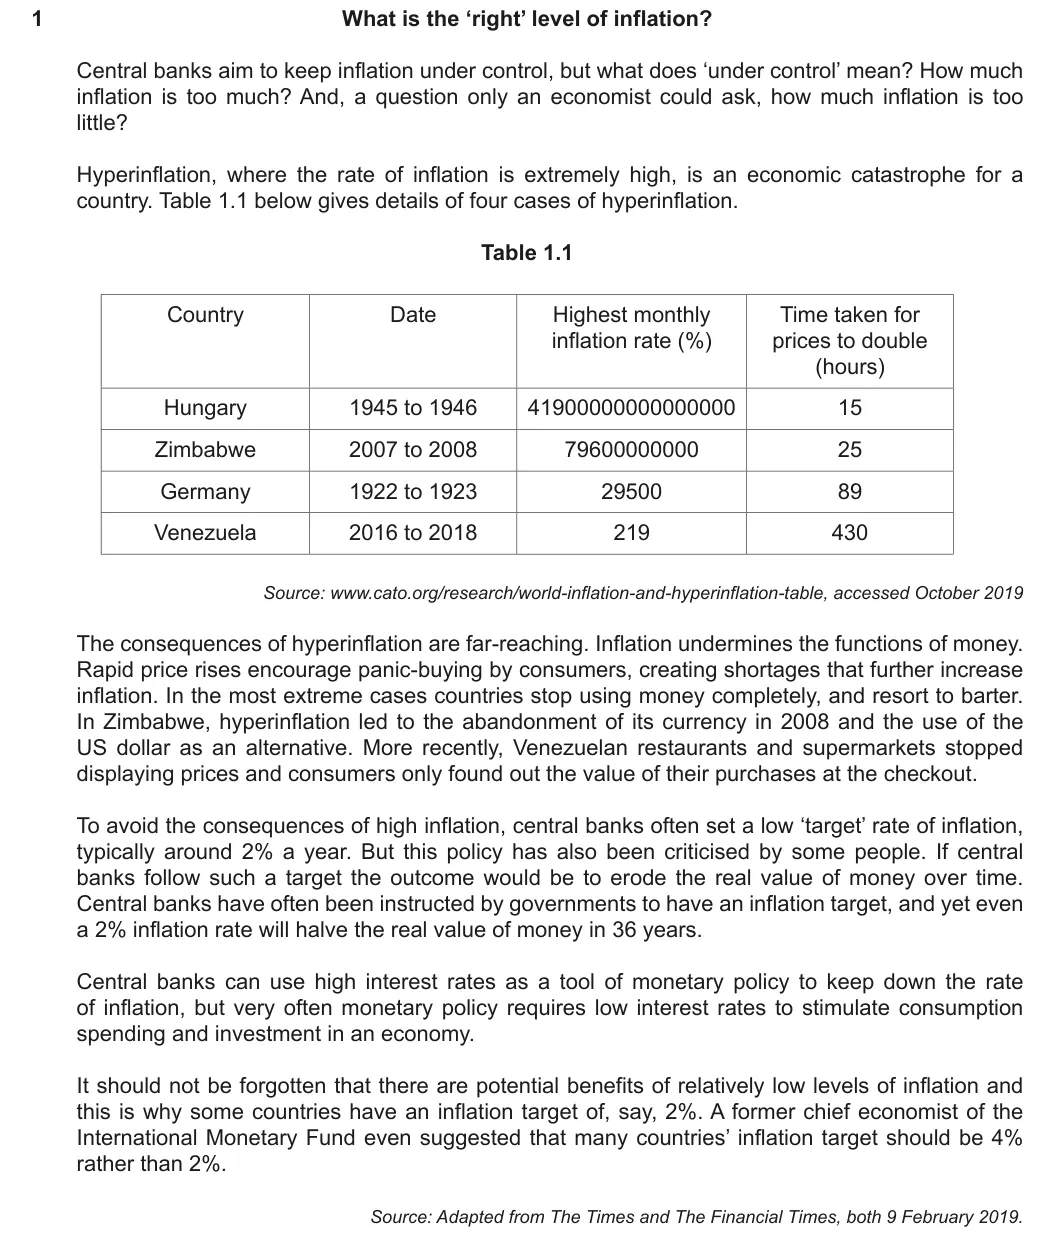 1 What is the ‘right’ level of inflation?
Central banks aim to keep inflation under control, but what does ‘under control’ mean? How much
inflation is too much? And, a question only an economist could ask, how much inflation is too
little?
Hyperinflation, where the rate of inflation is extremely high, is an economic catastrophe for a
country. Table 1.1 below gives details of four cases of hyperinflation.
Table 1.1
Country Date Highest monthly Time taken for
inflation rate (%) prices to double
(hours)
Hungary 1945 to 1946 41900000000000000 15
Zimbabwe 2007 to 2008 79600000000 25
Germany 1922 to 1923 29500 89
Venezuela 2016 to 2018 219 430
Source: www.cato.org/research/world-inflation-and-hyperinflation-table, accessed October 2019
The consequences of hyperinflation are far-reaching. Inflation undermines the functions of money.
Rapid price rises encourage panic-buying by consumers, creating shortages that further increase
inflation. In the most extreme cases countries stop using money completely, and resort to barter.
In Zimbabwe, hyperinflation led to the abandonment of its currency in 2008 and the use of the
US dollar as an alternative. More recently, Venezuelan restaurants and supermarkets stopped
displaying prices and consumers only found out the value of their purchases at the checkout.
To avoid the consequences of high inflation, central banks often set a low ‘target’ rate of inflation,
typically around 2% a year. But this policy has also been criticised by some people. If central
banks follow such a target the outcome would be to erode the real value of money over time.
Central banks have often been instructed by governments to have an inflation target, and yet even
a 2% inflation rate will halve the real value of money in 36 years.
Central banks can use high interest rates as a tool of monetary policy to keep down the rate
of inflation, but very often monetary policy requires low interest rates to stimulate consumption
spending and investment in an economy.
It should not be forgotten that there are potential benefits of relatively low levels of inflation and
this is why some countries have an inflation target of, say, 2%. A former chief economist of the
International Monetary Fund even suggested that many countries’ inflation target should be 4%
rather than 2%.
Source: Adapted from The Times and The Financial Times, both 9 February 2019.